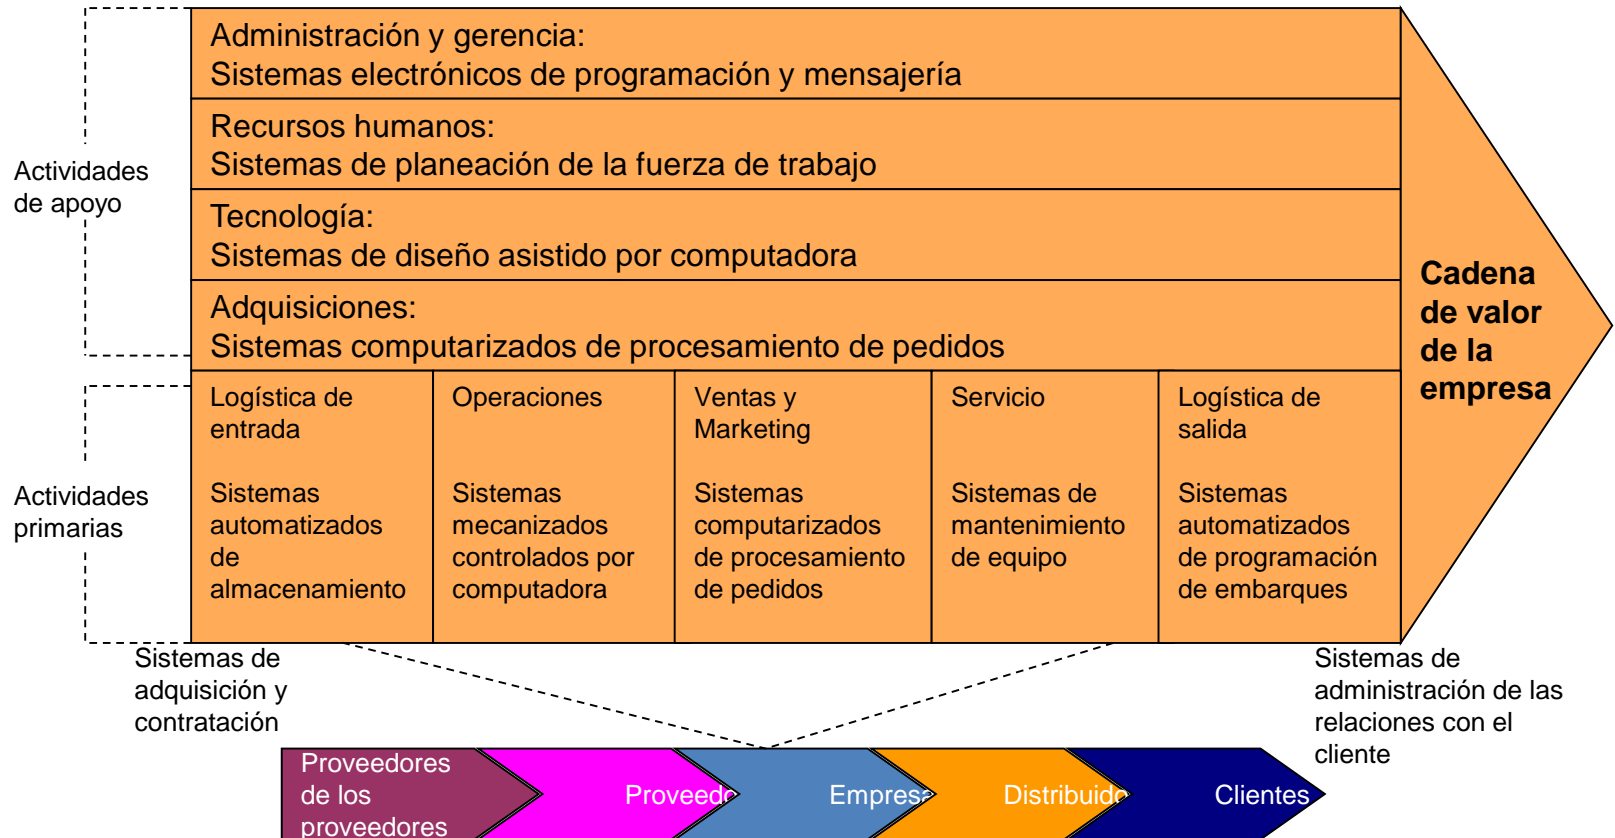 Administración y gerencia:
Sistemas electrónicos de programación y mensajería
Recursos humanos:
Sistemas de planeación de la fuerza de trabajo
Actividades
de apoyo
Tecnología:
Sistemas de diseño asistido por computadora
Adquisiciones:
Sistemas computarizados de procesamiento de pedidos
Cadena
de valor
de la
empresa
Actividades
primarias
Logística de
entrada
Sistemas
automatizados
de
almacenamiento
Operaciones
Sistemas
mecanizados
controlados por
computadora
Ventas y
Marketing
Sistemas
computarizados
de procesamiento
de pedidos
Servicio
Sistemas de
mantenimiento
de equipo
Logística de
salida
Sistemas
automatizados
de programación
de embarques
Sistemas de
adquisición y
contratación
Sistemas de
administración de las
relaciones con el
cliente
Proveedores
de los
proveedores
Proveedo
Empresa
Distribuido
Clientes